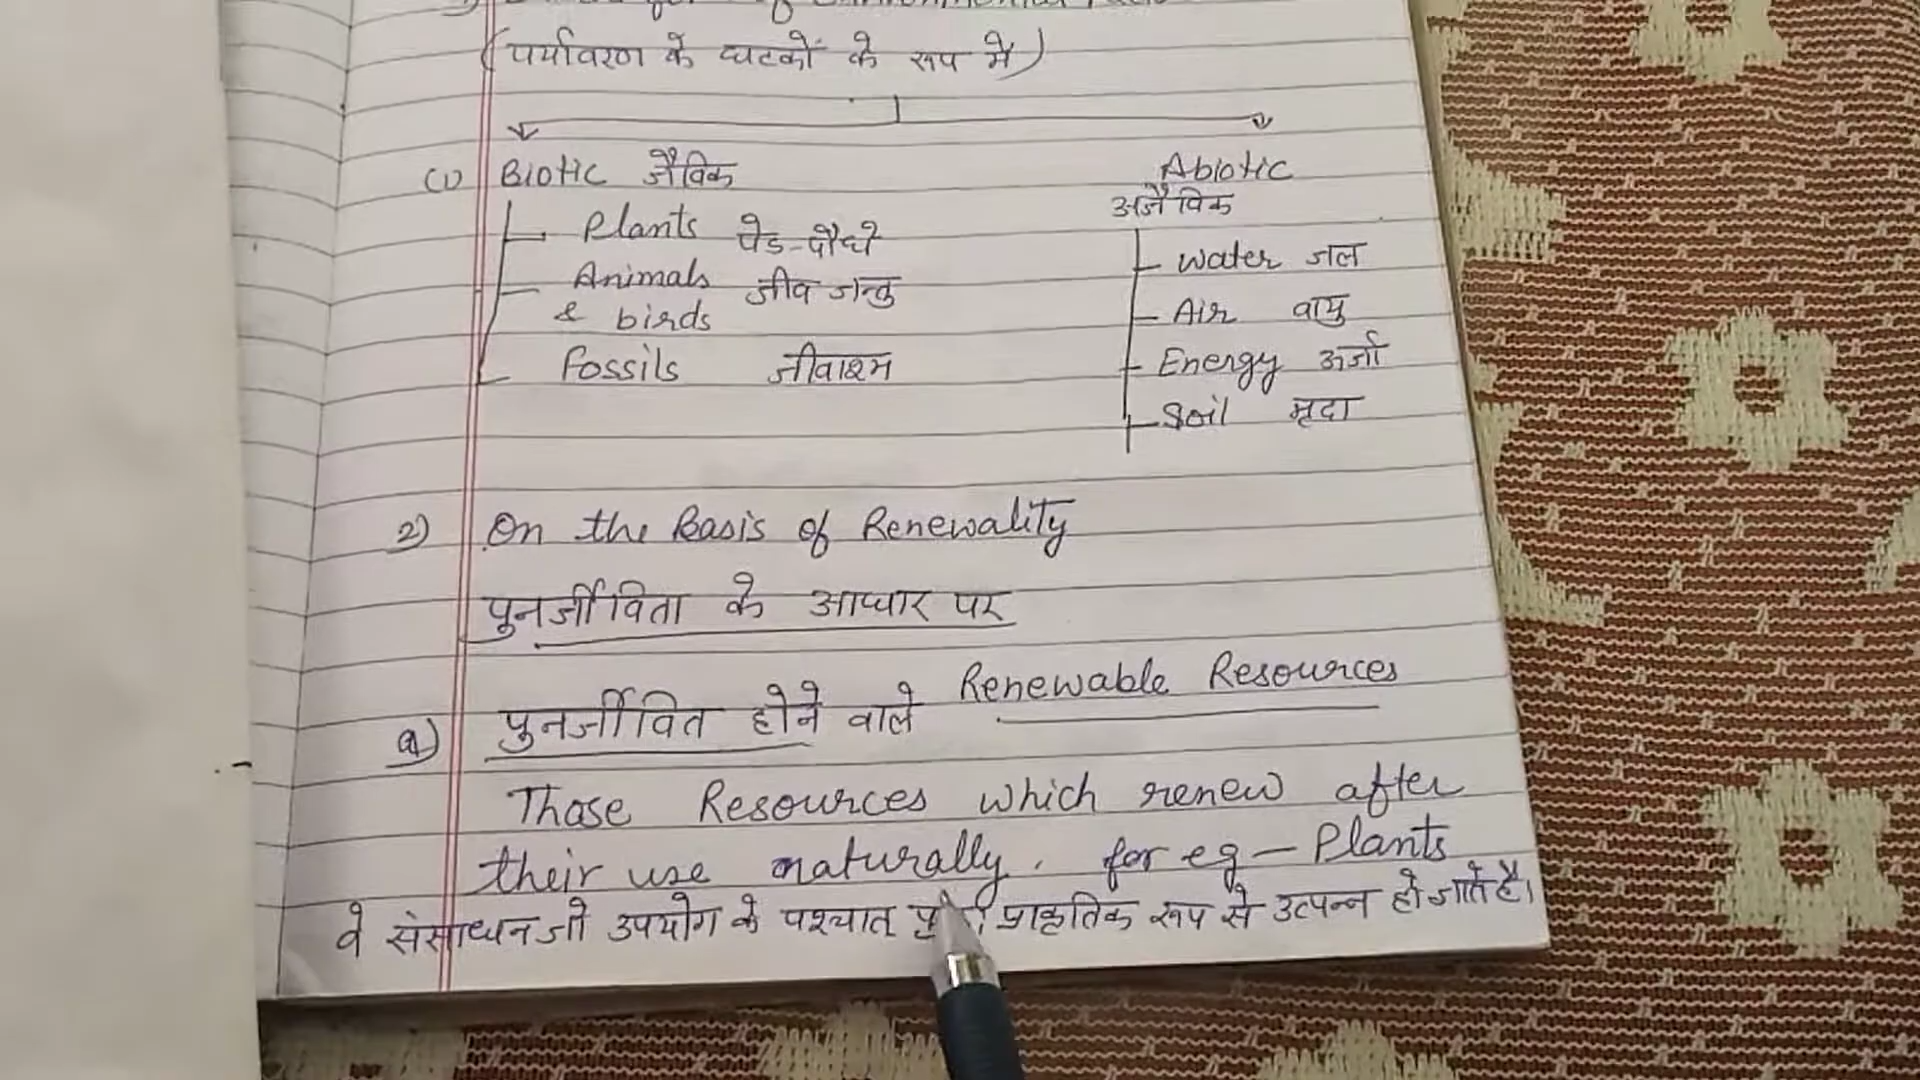 of Environmental
(पर्यावरण के घटकों के रूप में)
(1) Biotic जैविक
Plants पेड-पौधे
Animals जीव जन्तु
& birds
Fossils जीवाश्म
Abiotic
अजैविक
Water जल
Air वायु
Energy ऊर्जा
Soil मृदा
2) On the Basis of Renewality
पुनर्जीविता के आधार पर
a) पुनर्जीवित होने वाले Renewable Resources
Those Resources which renew after
their use naturally. for eg - Plants
वे संसाधन जो उपयोग के पश्चात् प्राकृतिक रूप से उत्पन्न हो जाते है।